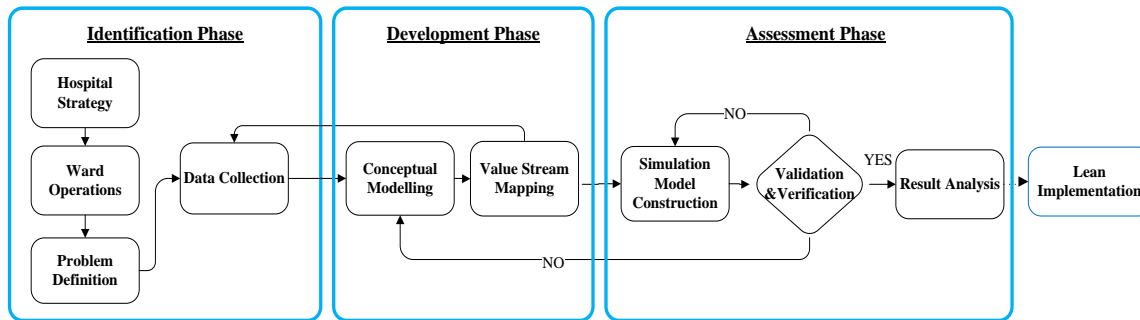 Identification Phase
Hospital
Strategy
Ward
Operations
Problem
Definition
Data Collection
Development Phase
Conceptual
Modelling
Value Stream
Mapping
Assessment Phase
NO
Simulation
Model
Construction
Validation
&Verification
YES
Result Analysis
NO
Lean
Implementation